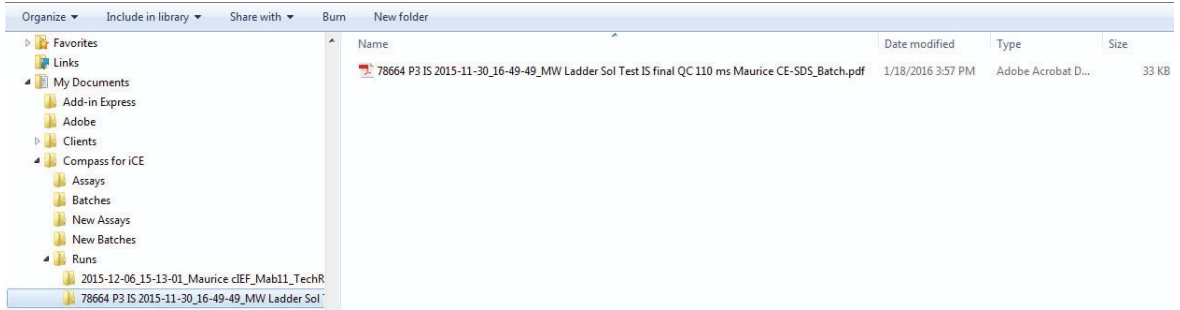 Organize Include in library Share with Burn New folder
Favorites
Links
My Documents
Add-in Express
Adobe
Clients
Compass for iCE
Assays
Batches
New Assays
New Batches
Runs
2015-12-06_15-13-01_Maurice cIEF_Mab11_TechR
78664 P3 IS 2015-11-30_16-49-49_MW Ladder Sol T
Name Date modified Type Size
78664 P3 IS 2015-11-30_16-49-49_MW Ladder Sol Test IS final QC 110 ms Maurice CE-SDS_Batch.pdf 1/18/2016 3:57 PM Adobe Acrobat D... 33 KB